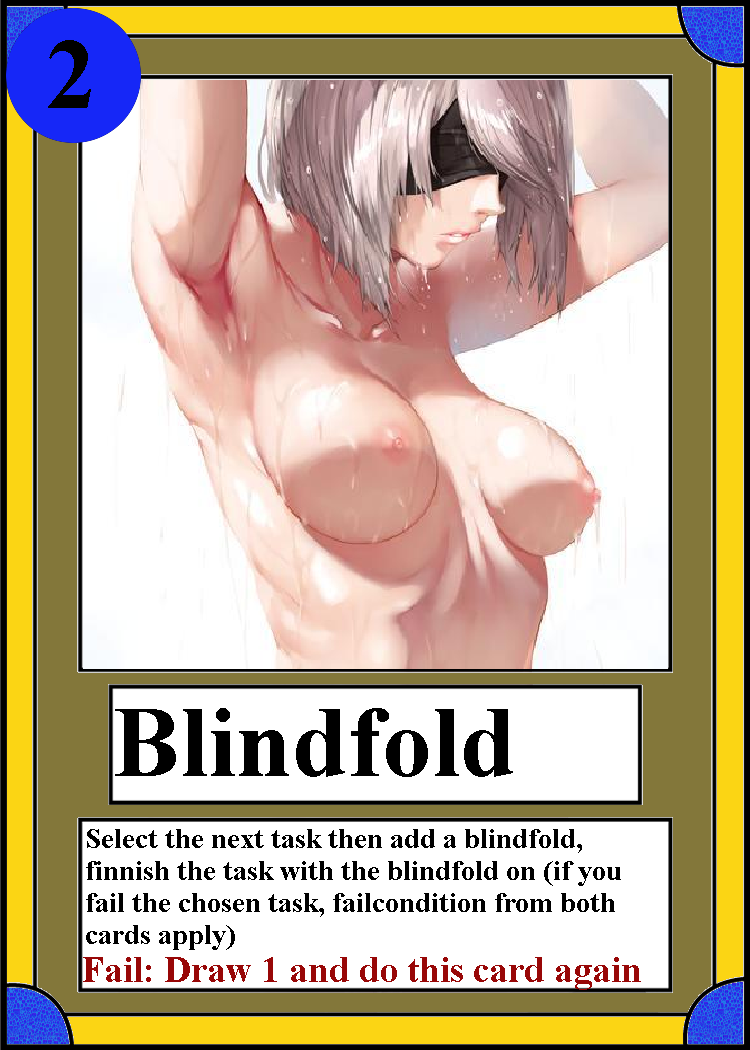 2
Blindfold
Select the next task then add a blindfold,
finnish the task with the blindfold on (if you
fail the chosen task, failcondition from both
cards apply)
Fail: Draw 1 and do this card again